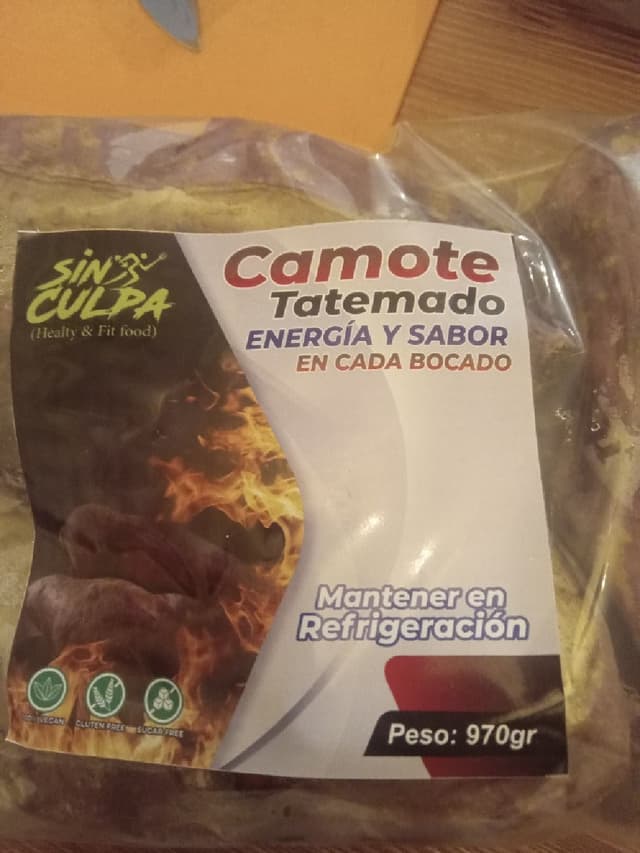 SIN
CULPA
(Healty & Fit food)
Camote
Tatemado
ENERGÍA Y SABOR
EN CADA BOCADO
Mantener en
Refrigeración
VEGAN
GLUTEN FREE
SUGAR FREE
Peso: 970gr